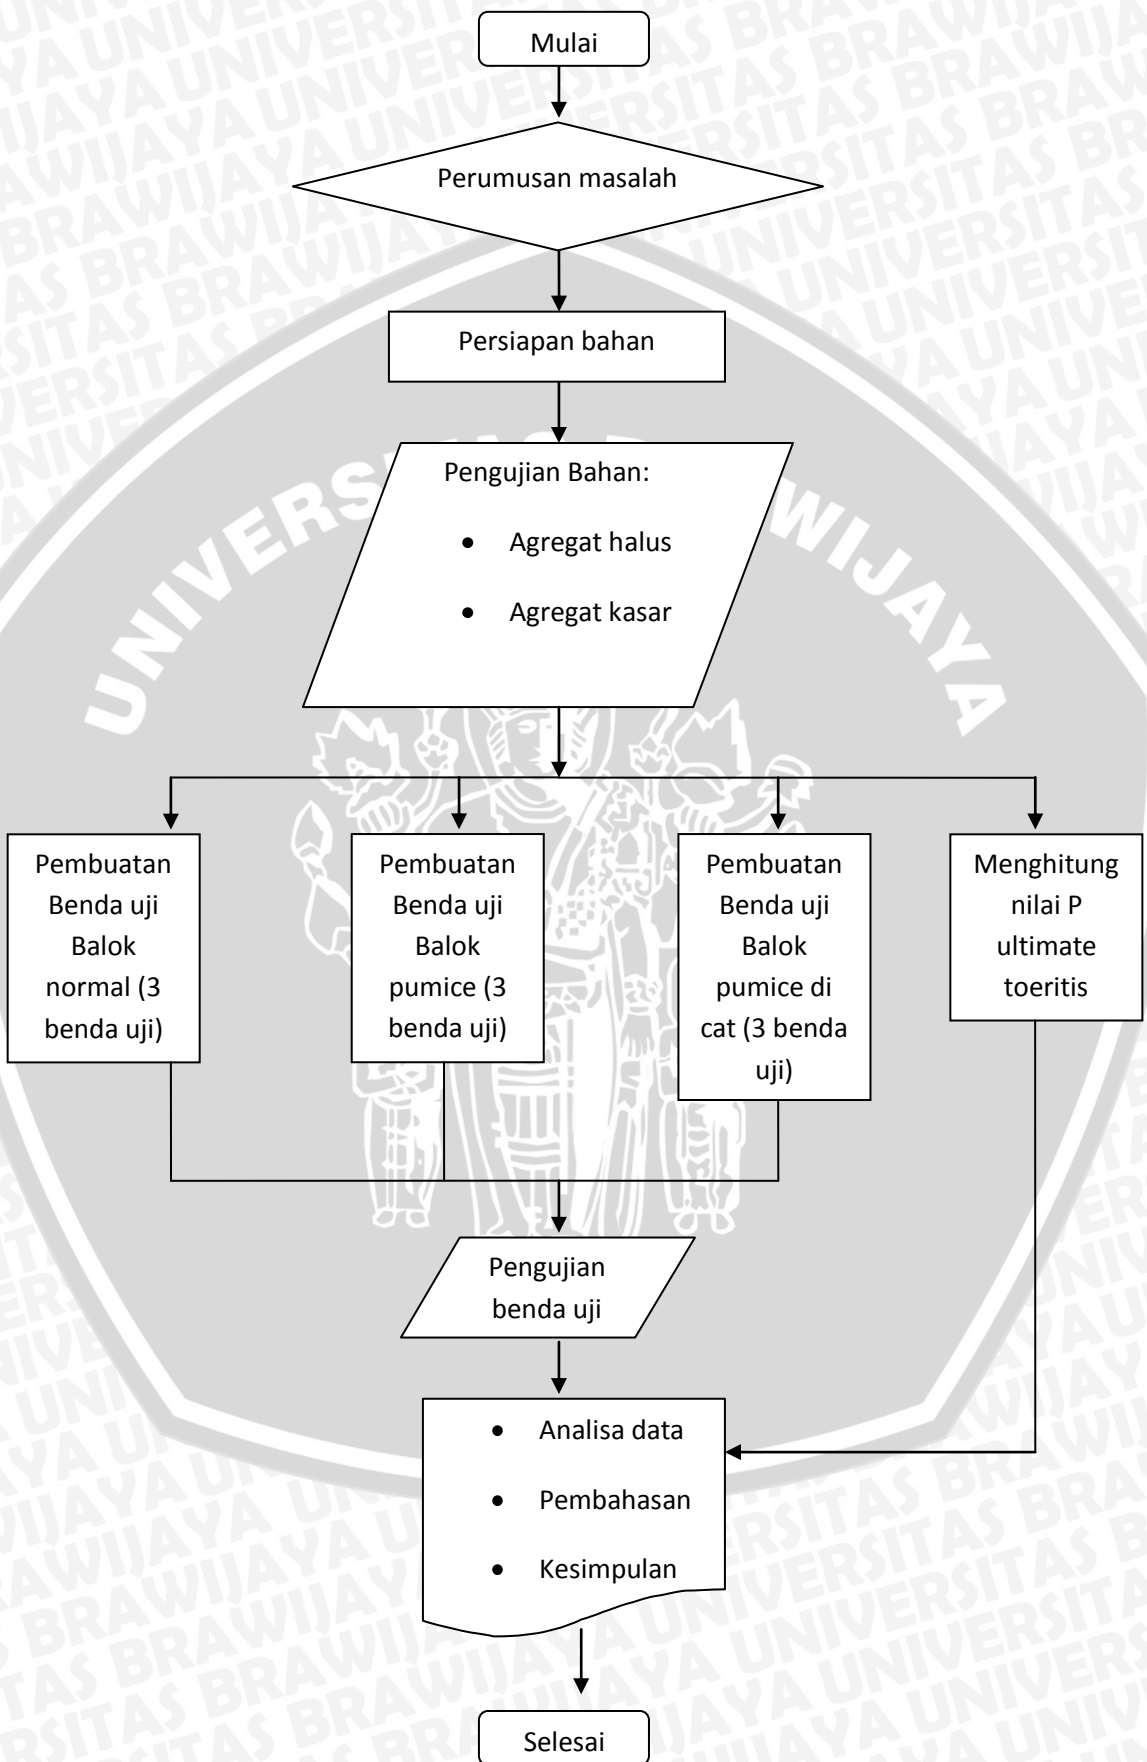 Mulai
Perumusan masalah
Persiapan bahan
Pengujian Bahan:
• Agregat halus
• Agregat kasar
Pembuatan
Benda uji
Balok
normal (3
benda uji)
Pembuatan
Benda uji
Balok
pumice (3
benda uji)
Pembuatan
Benda uji
Balok
pumice di
cat (3 benda
uji)
Menghitung
nilai P
ultimate
toeritis
Pengujian
benda uji
• Analisa data
• Pembahasan
• Kesimpulan
Selesai